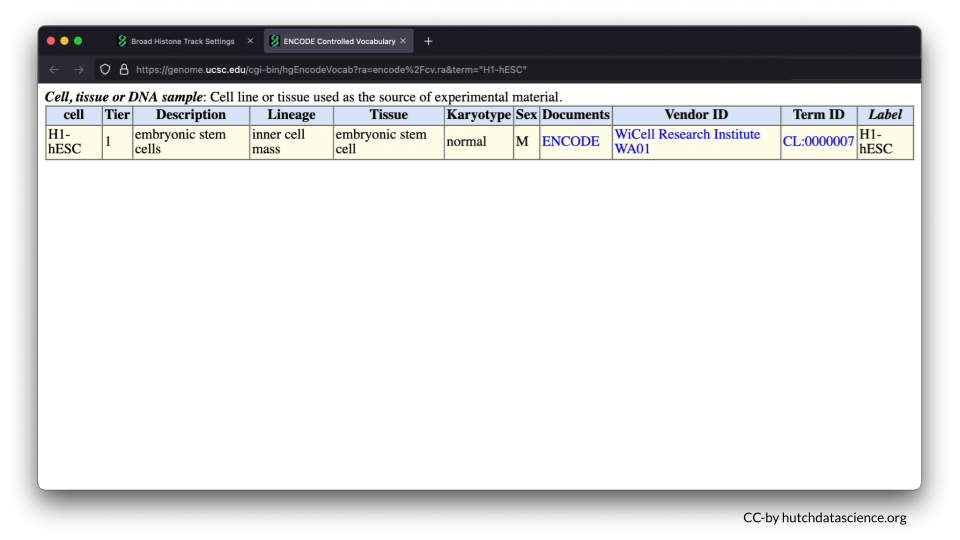 Broad Histone Track Settings × ENCODE Controlled Vocabulary × +
https://genome.ucsc.edu/cgi-bin/hgEncodeVocab?ra=encode%2Fcv.ra&term="H1-hESC"
Cell, tissue or DNA sample: Cell line or tissue used as the source of experimental material.
cell Tier Description Lineage Tissue Karyotype Sex Documents Vendor ID Term ID Label
H1-hESC 1 embryonic stem cells inner cell mass embryonic stem cell normal M ENCODE WiCell Research Institute WA01 CL:0000007 H1-hESC
CC-by hutchdatascience.org